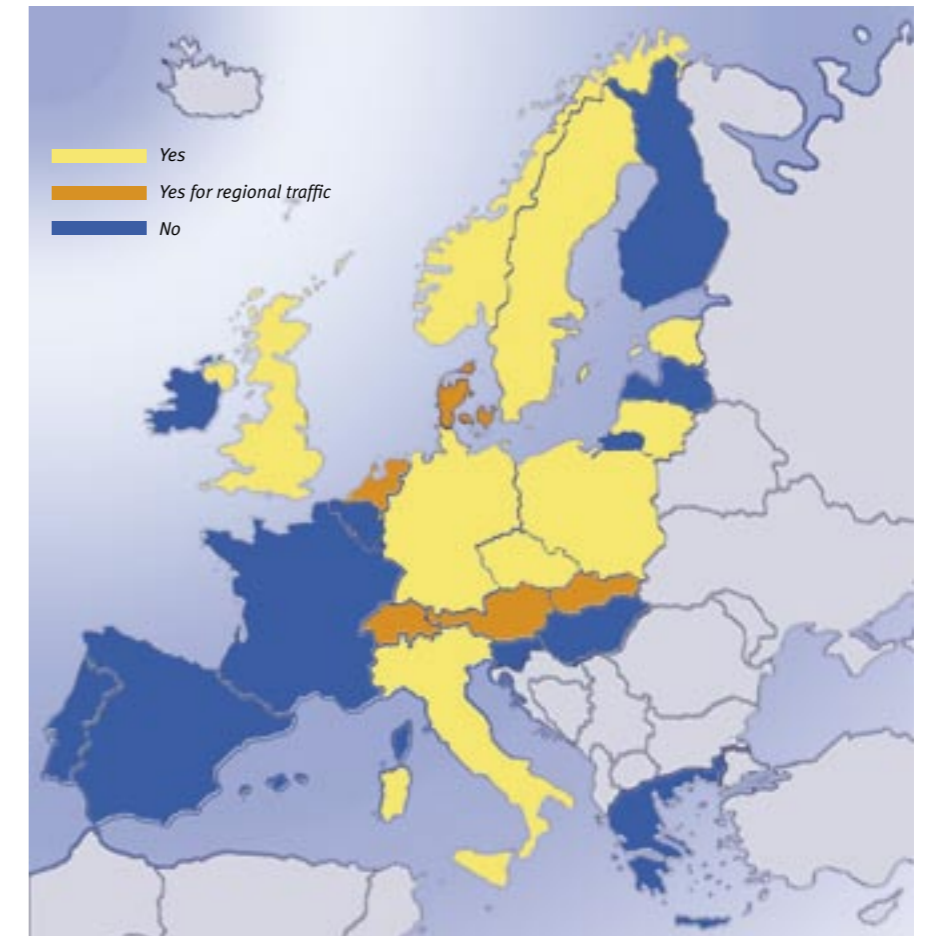 Yes
Yes for regional traffic
No